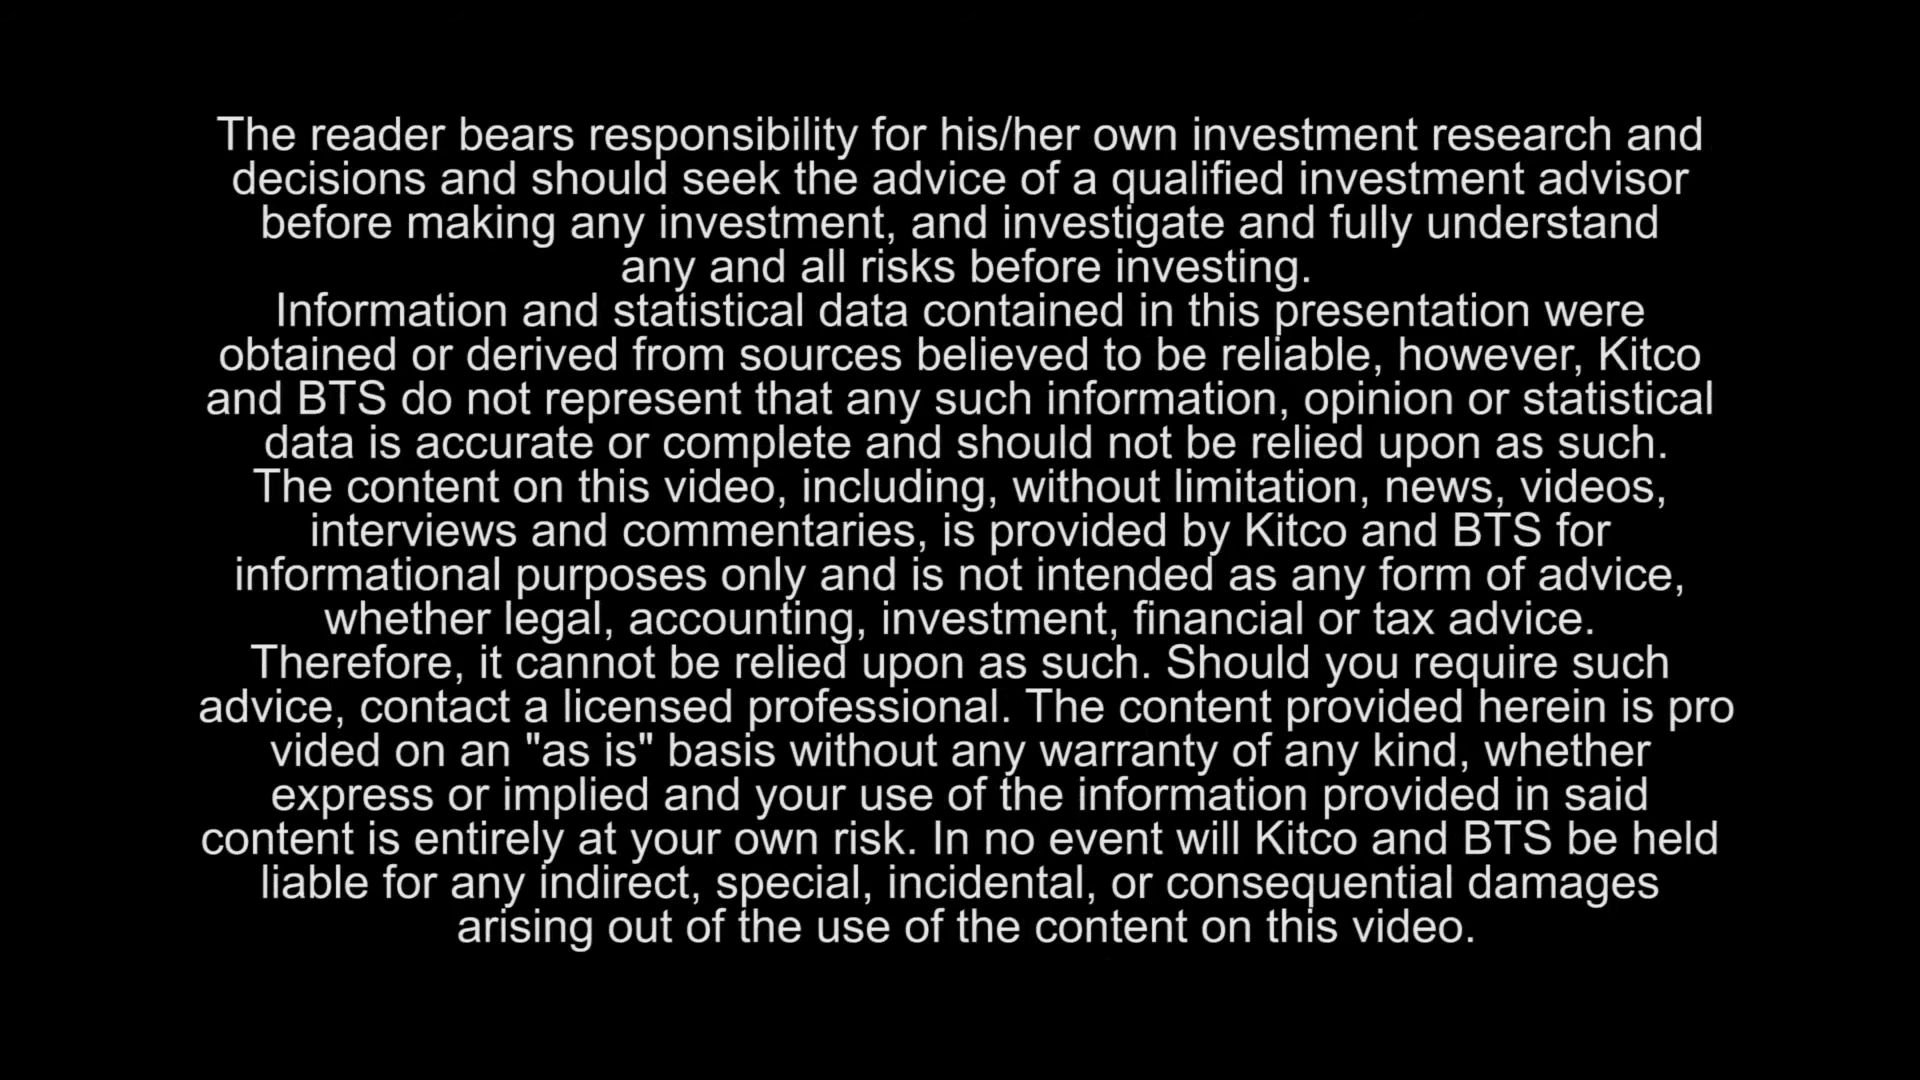 The reader bears responsibility for his/her own investment research and
decisions and should seek the advice of a qualified investment advisor
before making any investment, and investigate and fully understand
any and all risks before investing.
Information and statistical data contained in this presentation were
obtained or derived from sources believed to be reliable, however, Kitco
and BTS do not represent that any such information, opinion or statistical
data is accurate or complete and should not be relied upon as such.
The content on this video, including, without limitation, news, videos,
interviews and commentaries, is provided by Kitco and BTS for
informational purposes only and is not intended as any form of advice,
whether legal, accounting, investment, financial or tax advice.
Therefore, it cannot be relied upon as such. Should you require such
advice, contact a licensed professional. The content provided herein is pro
vided on an "as is" basis without any warranty of any kind, whether
express or implied and your use of the information provided in said
content is entirely at your own risk. In no event will Kitco and BTS be held
liable for any indirect, special, incidental, or consequential damages
arising out of the use of the content on this video.